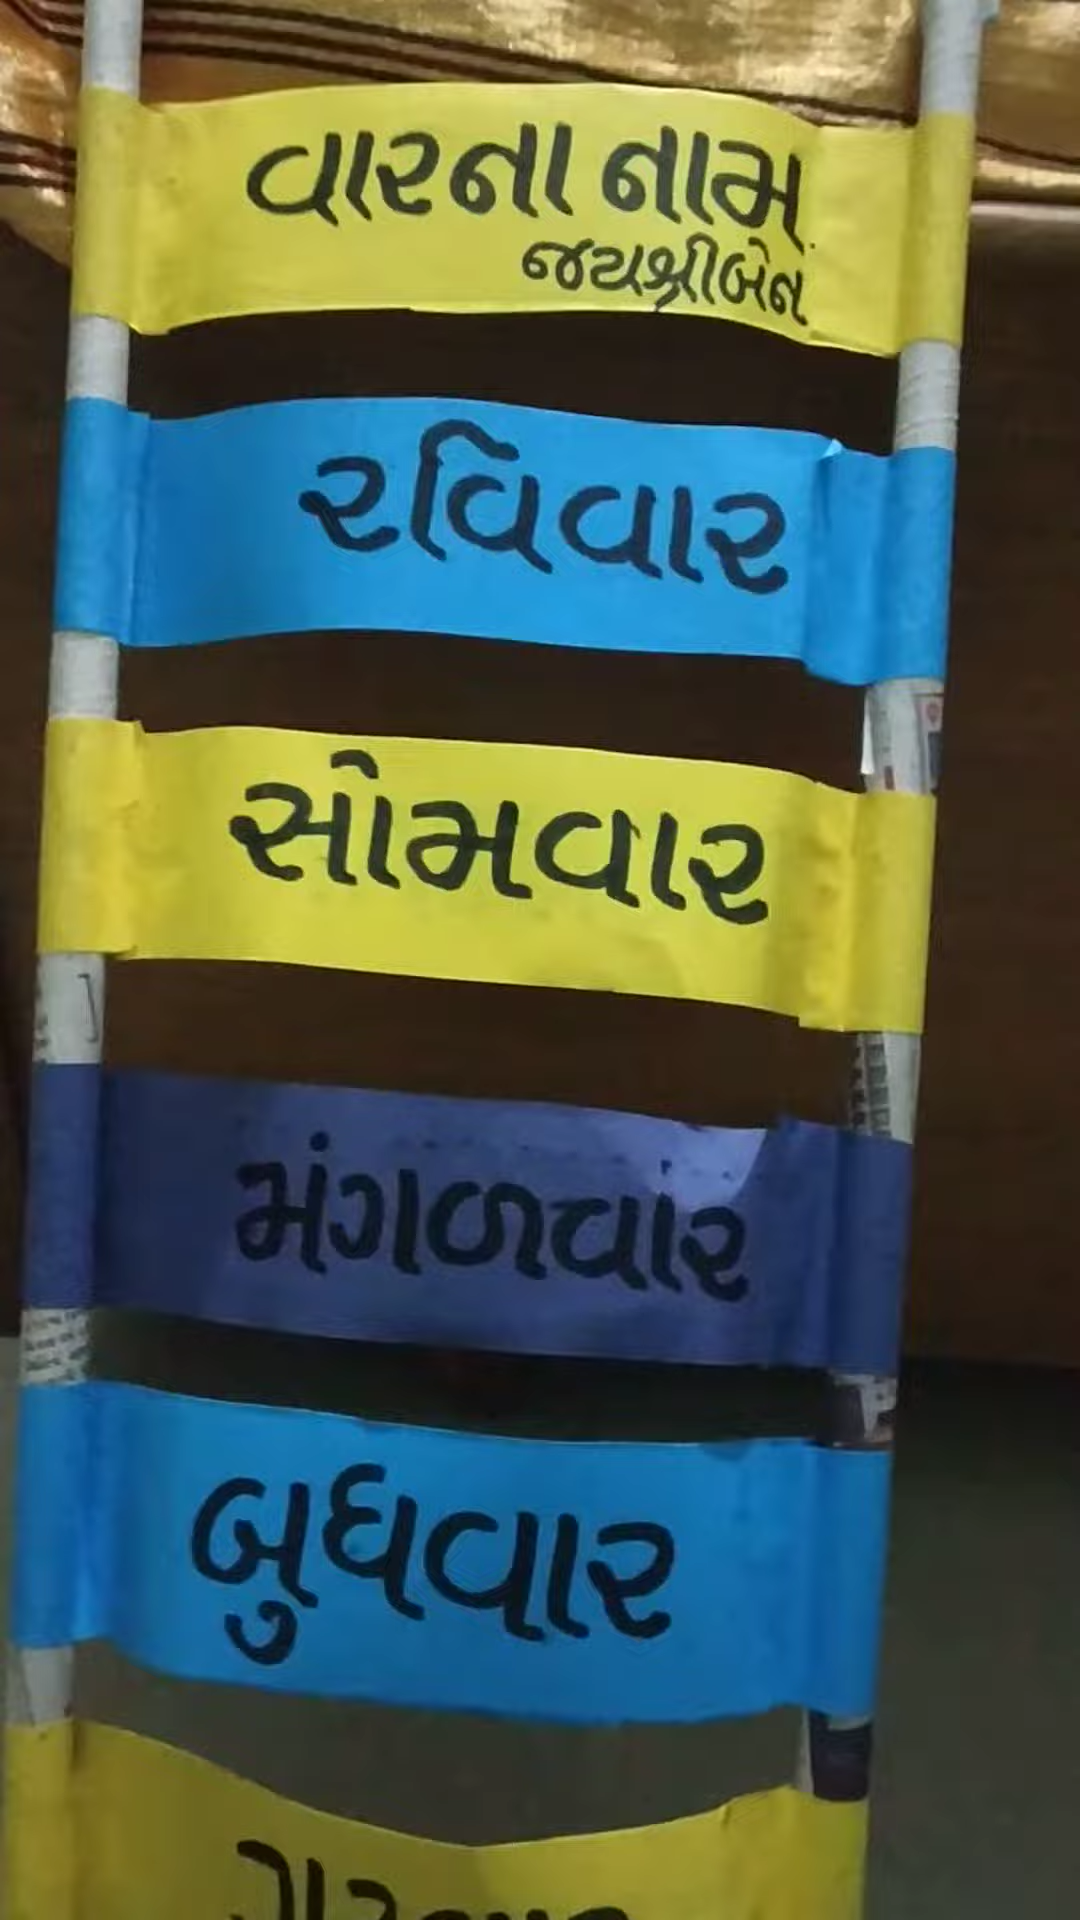 વારના નામ
જયશ્રીબેન
રવિવાર
સોમવાર
મંગળવાર
બુધવાર